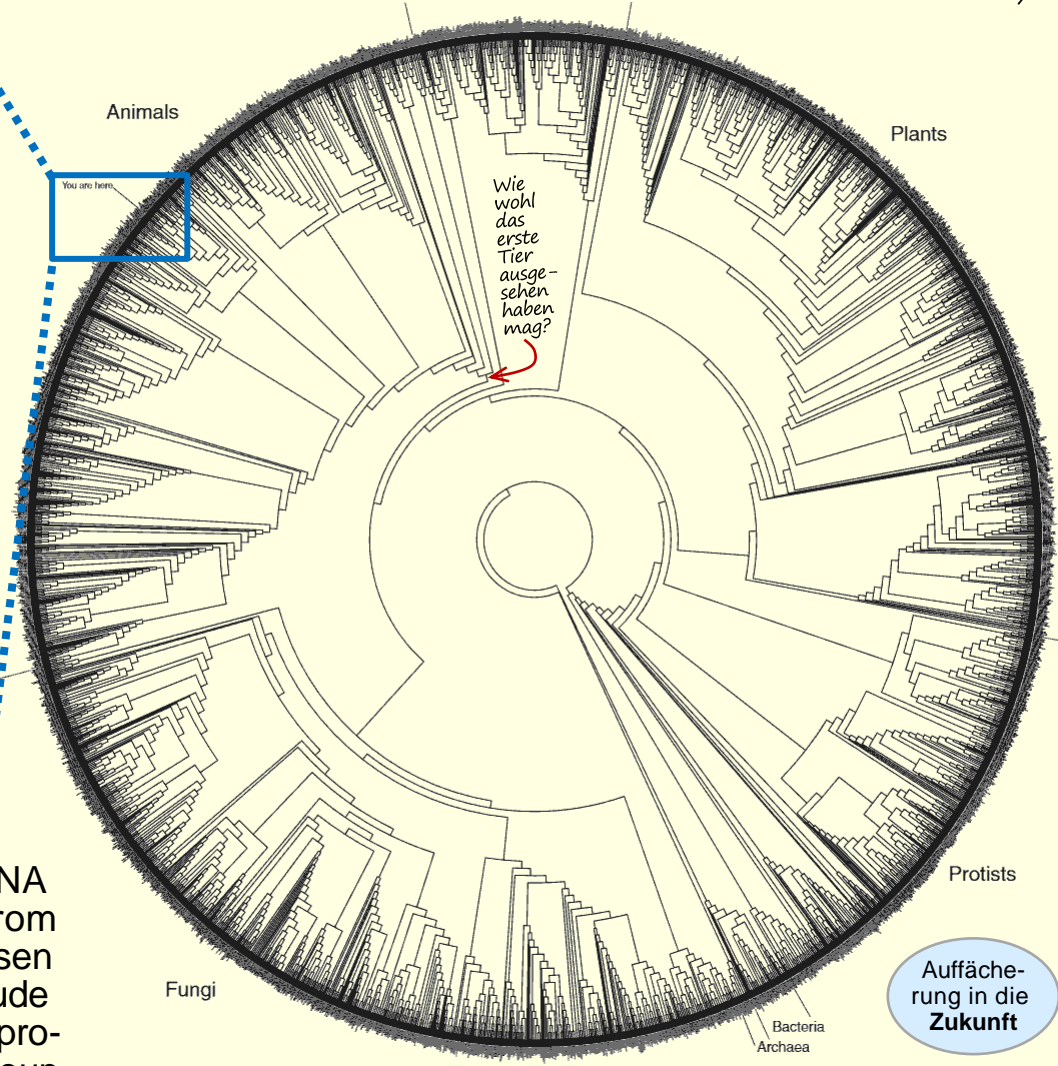 Animals
Plants
You are here
Wie
wohl
das
erste
Tier
ausge-
sehen
haben
mag?
Protists
NA
rom
sen
ude
pro-
Fungi
Auffäche-
rung in die
Zukunft
Bacteria
Archaea